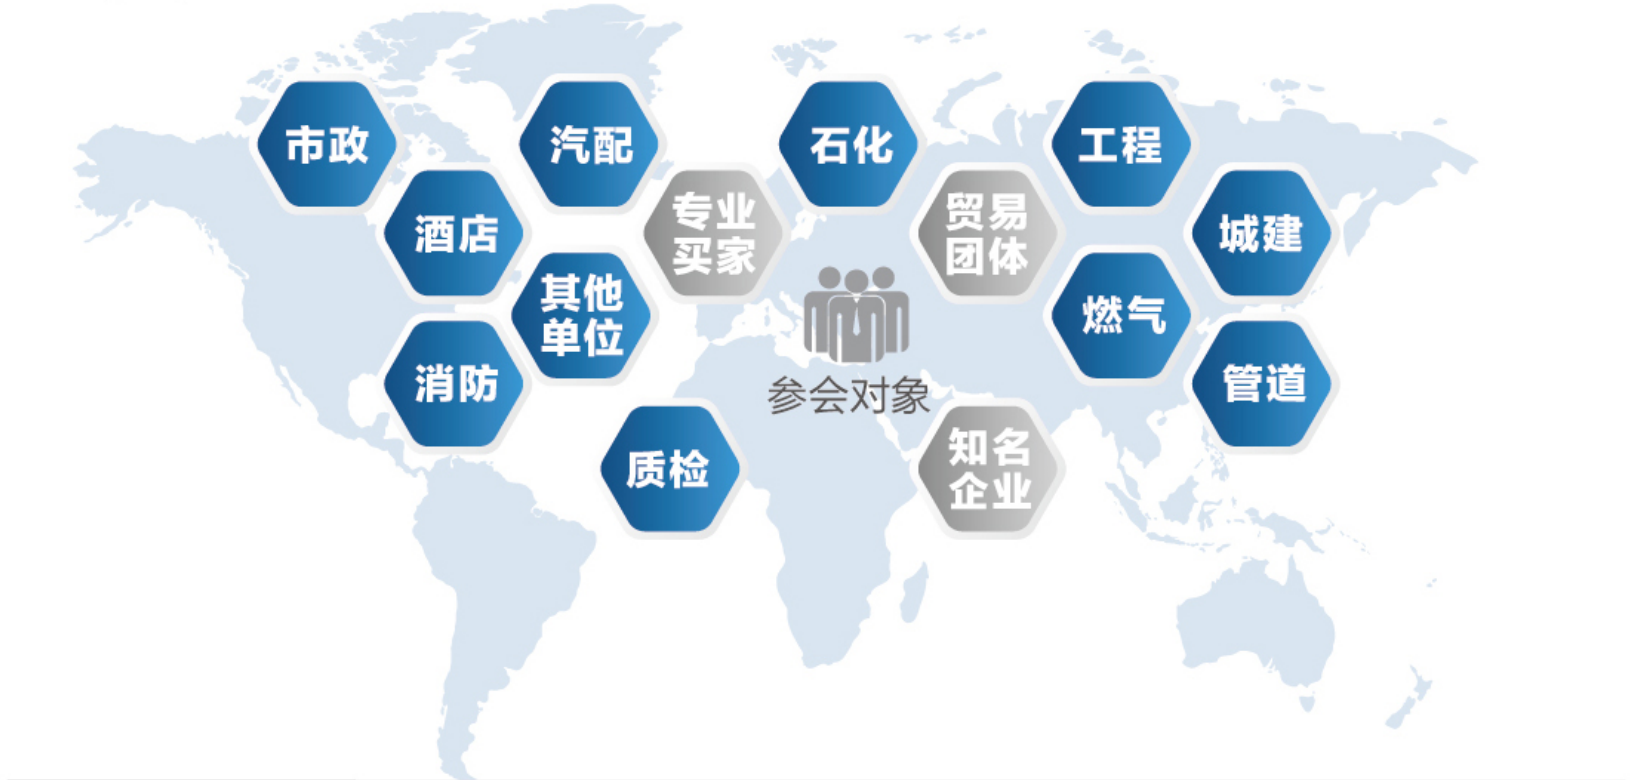 市政
汽配
石化
工程
酒店
专业
买家
贸易
团体
城建
其他
单位
燃气
消防
参会对象
管道
质检
知名
企业